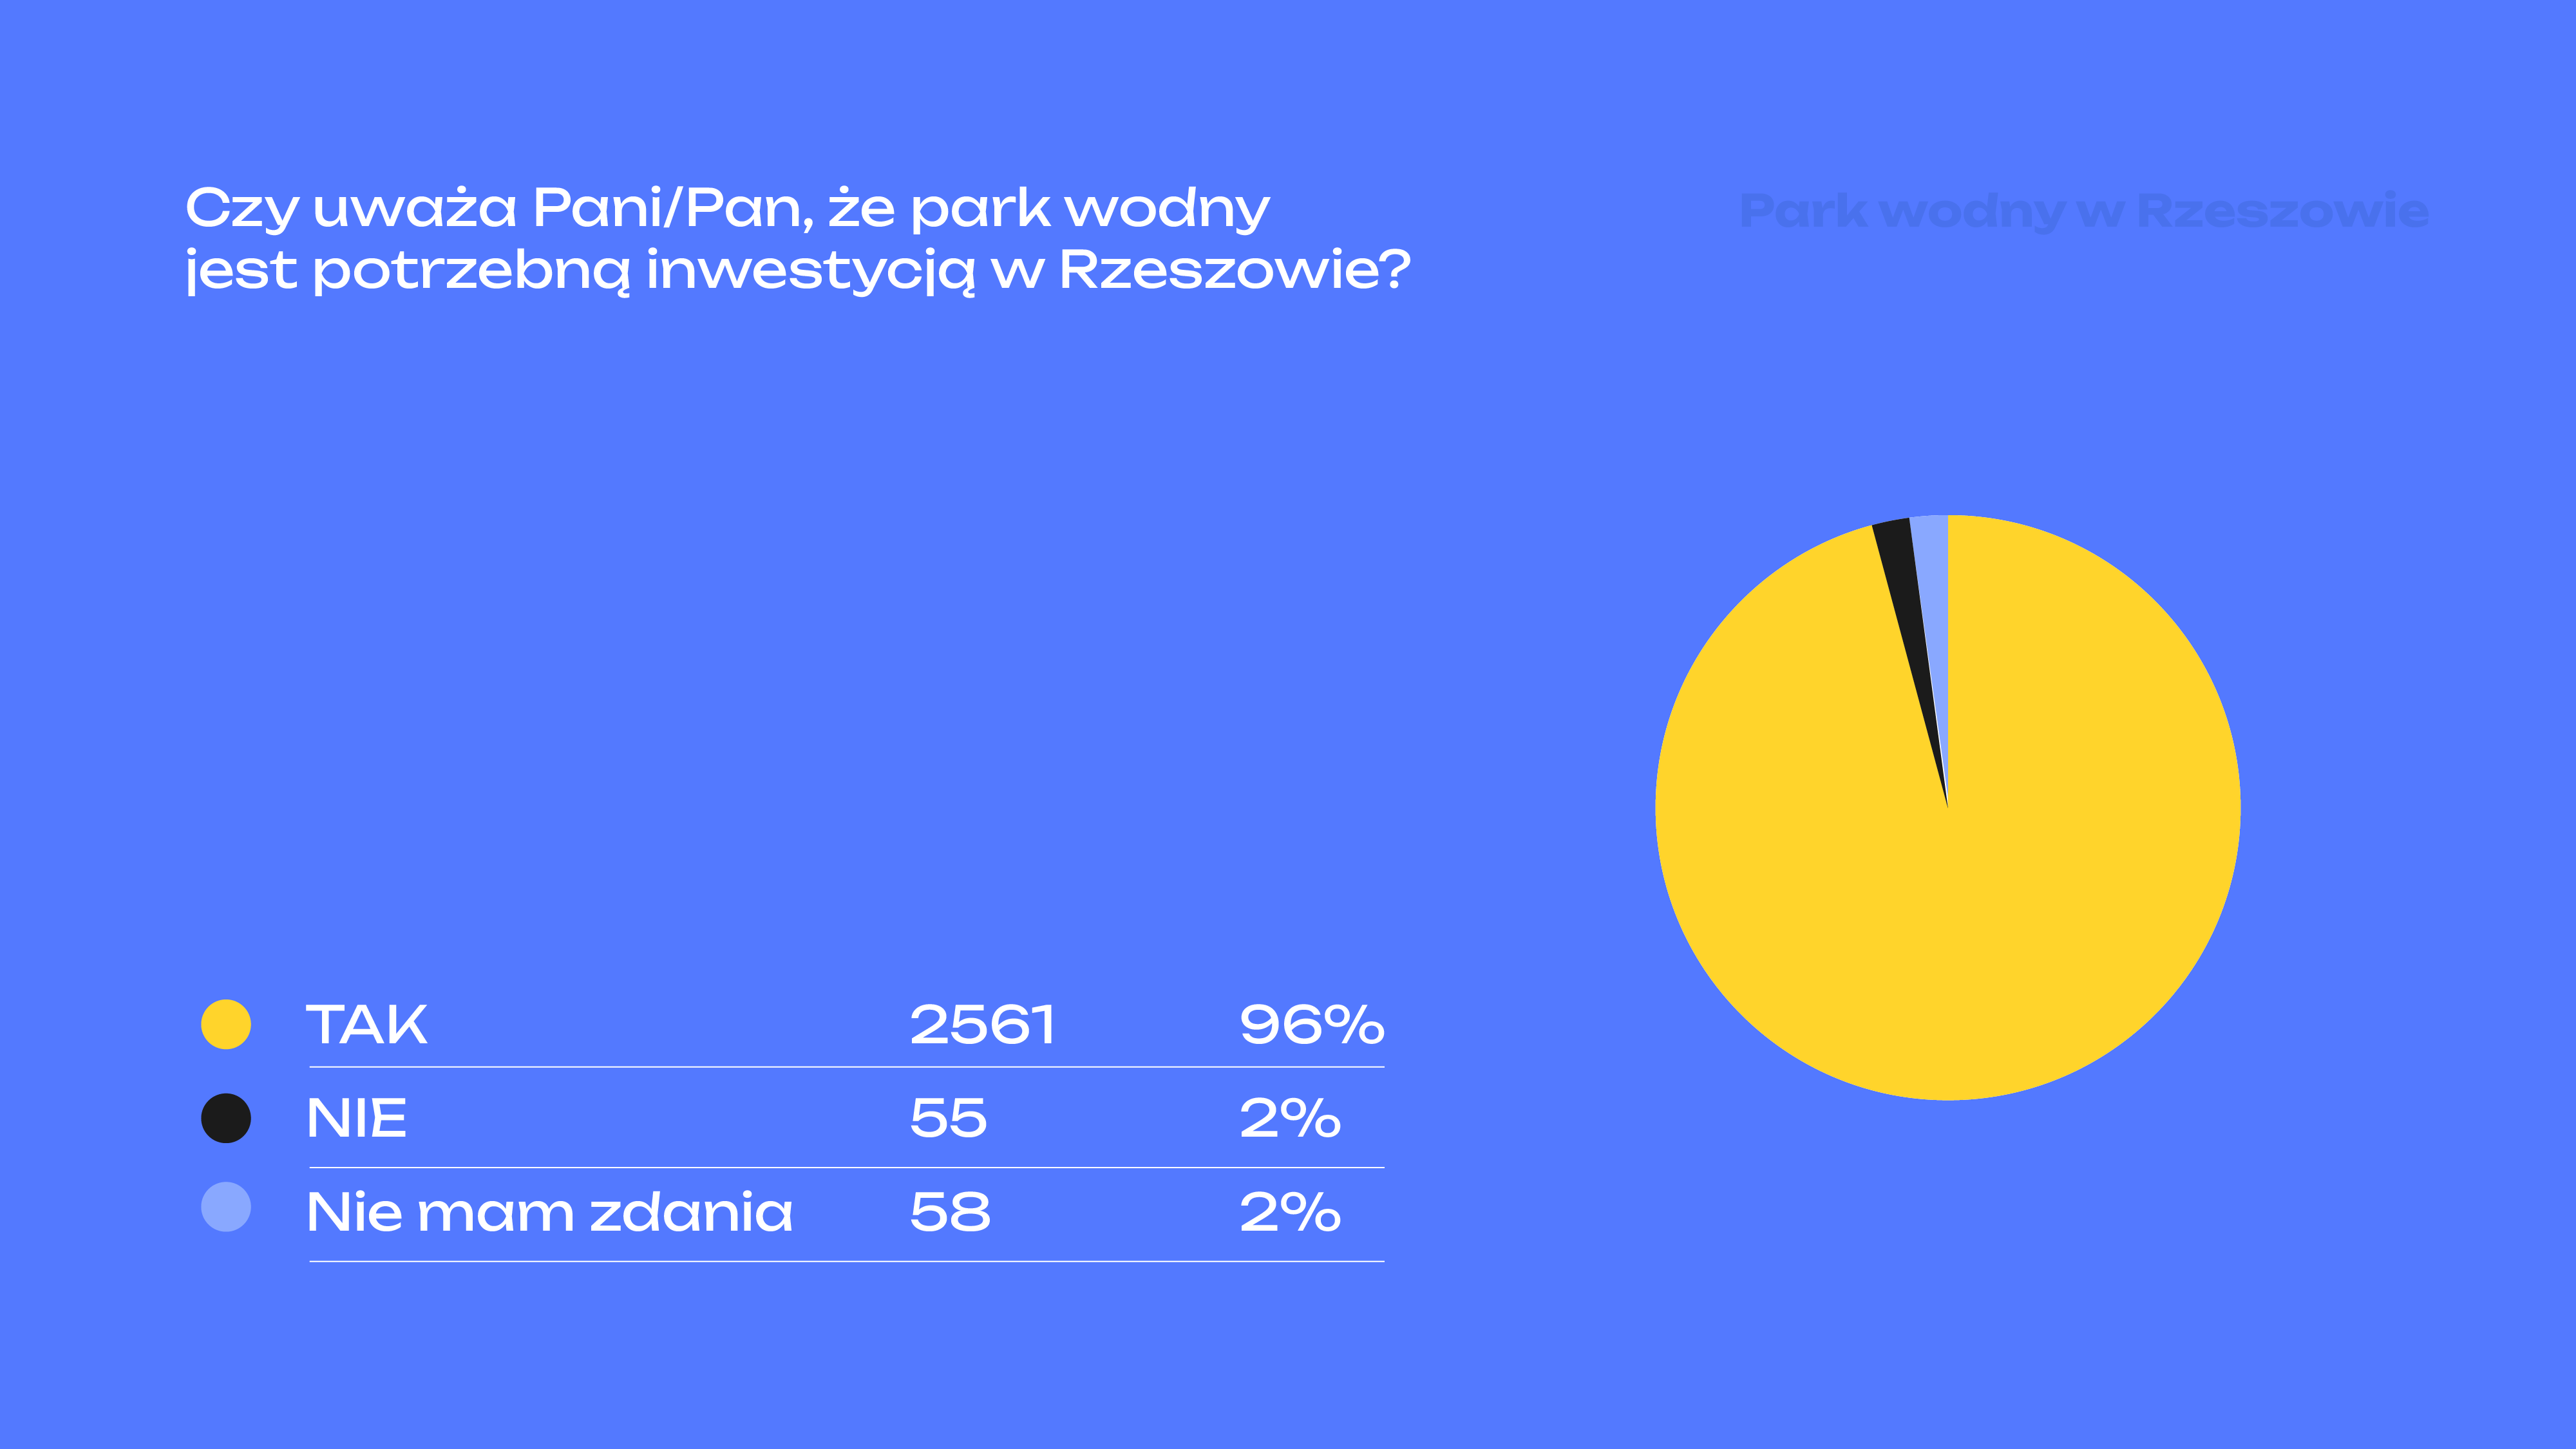 Czy uważa Pani/Pan, że park wodny
jest potrzebną inwestycją w Rzeszowie?
Park wodny w Rzeszowie
TAK 2561 96%
NIE 55 2%
Nie mam zdania 58 2%